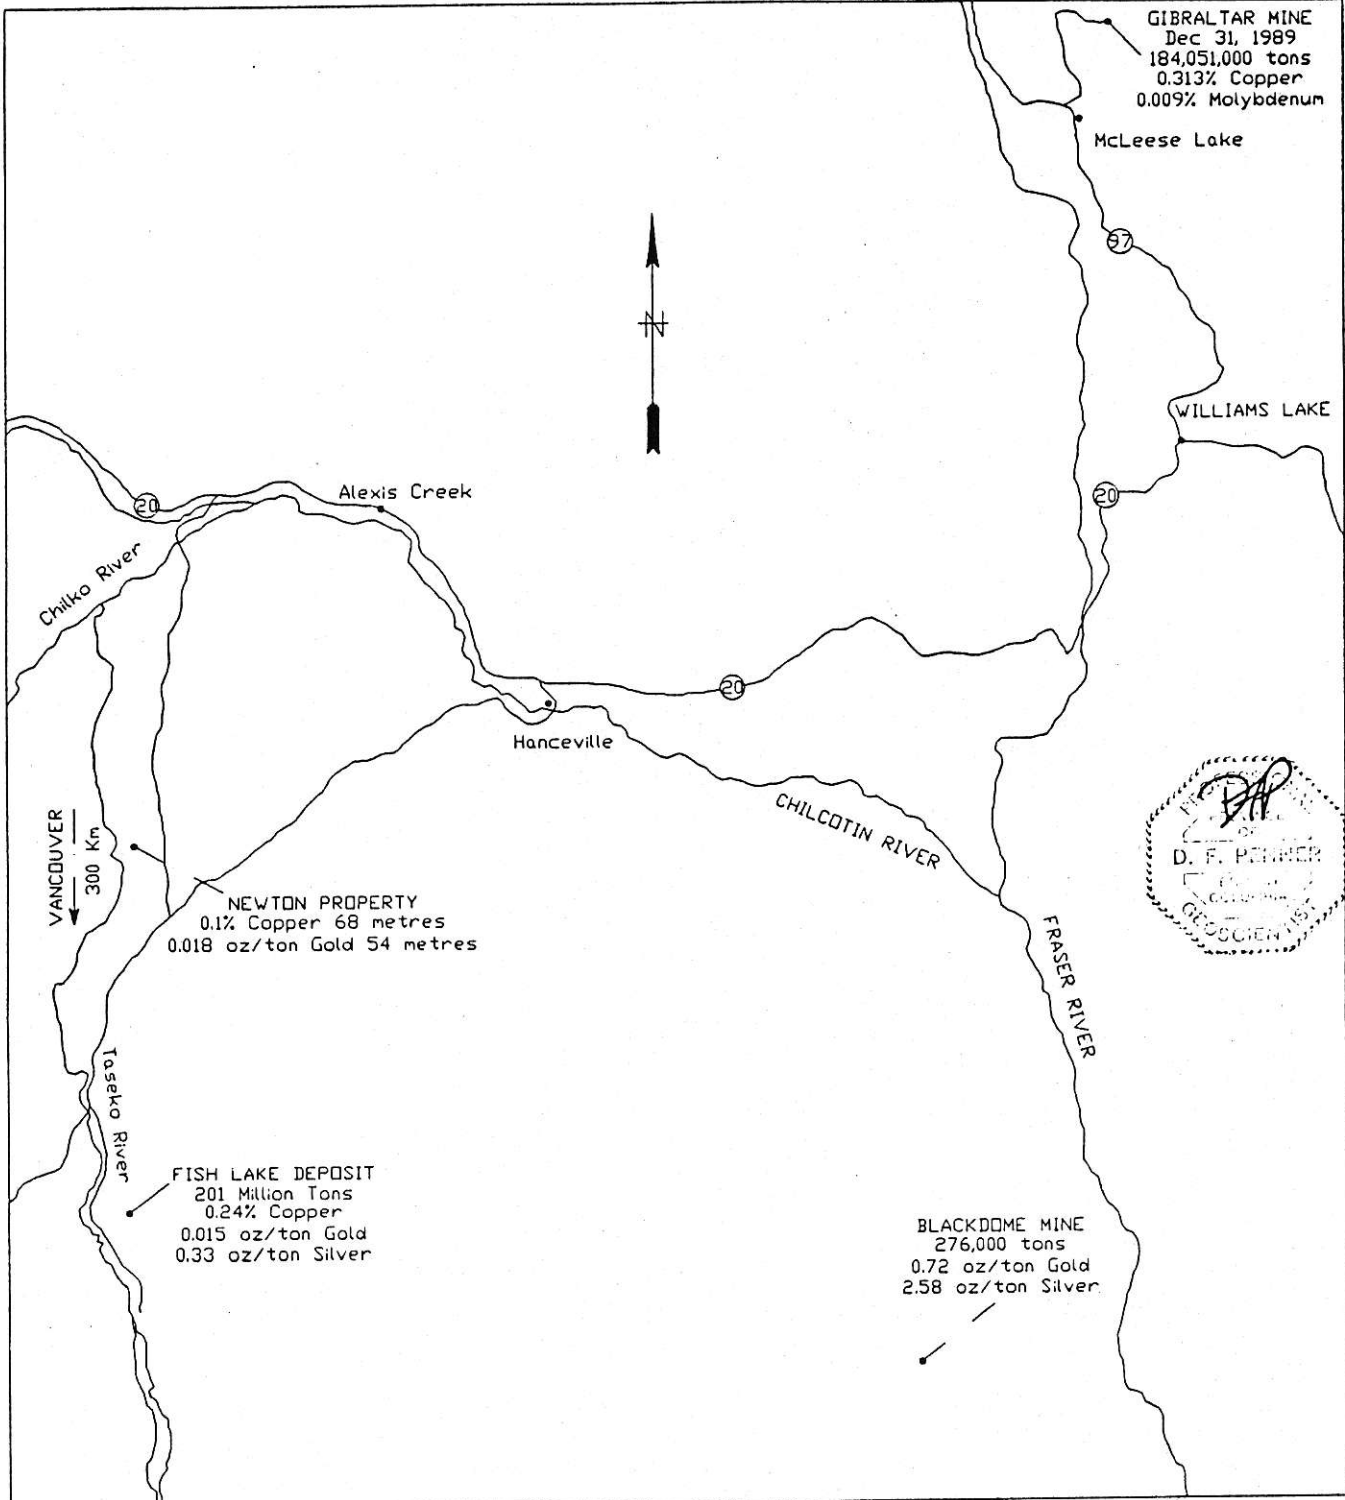 GIBRALTAR MINE
Dec 31, 1989
184,051,000 tons
0.313% Copper
0.009% Molybdenum
McLeese Lake
97
N
WILLIAMS LAKE
20
Alexis Creek
20
Chilko River
20
Hanceville
CHILCOTIN RIVER
VANCOUVER
300 Km
NEWTON PROPERTY
0.1% Copper 68 metres
0.018 oz/ton Gold 54 metres
D. F. PENNER
GEOSCIENTIST
FRASER RIVER
Taseko River
FISH LAKE DEPOSIT
201 Million Tons
0.24% Copper
0.015 oz/ton Gold
0.33 oz/ton Silver
BLACKDOME MINE
276,000 tons
0.72 oz/ton Gold
2.58 oz/ton Silver